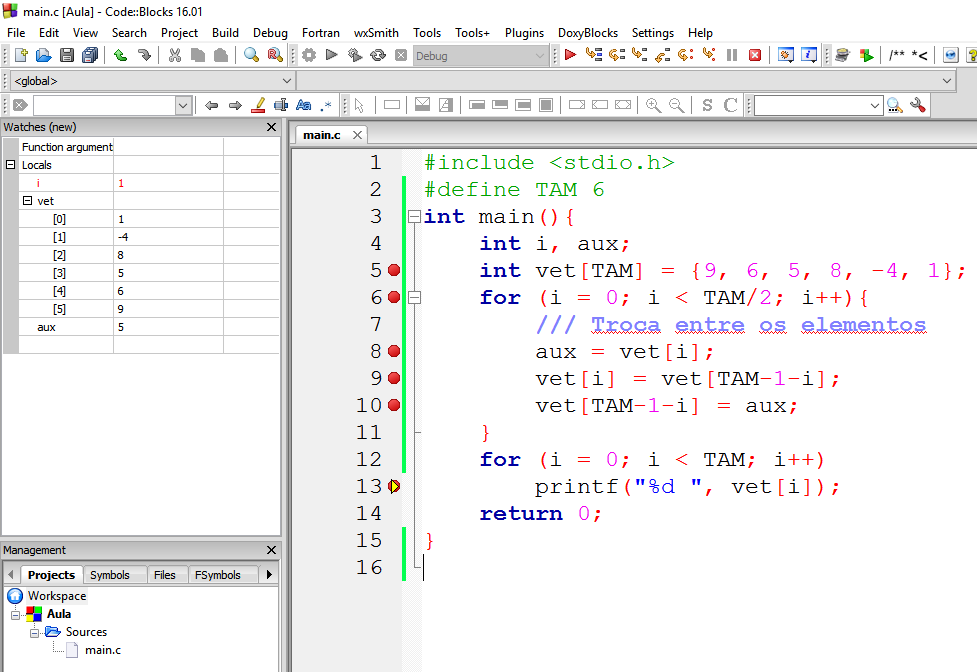 main.c [Aula] - Code::Blocks 16.01
File Edit View Search Project Build Debug Fortran wxSmith Tools Tools+ Plugins DoxyBlocks Settings Help
Debug /** *<
<global>
Aa .* S C
Watches (new)
Function argument
Locals
i 1
vet
[0] 1
[1] -4
[2] 8
[3] 5
[4] 6
[5] 9
aux 5
Management
Projects Symbols Files FSymbols
Workspace
Aula
Sources
main.c
main.c
1 #include <stdio.h>
2 #define TAM 6
3 int main(){
4 int i, aux;
5 int vet[TAM] = {9, 6, 5, 8, -4, 1};
6 for (i = 0; i < TAM/2; i++){
7 /// Troca entre os elementos
8 aux = vet[i];
9 vet[i] = vet[TAM-1-i];
10 vet[TAM-1-i] = aux;
11 }
12 for (i = 0; i < TAM; i++)
13 printf("%d ", vet[i]);
14 return 0;
15 }
16